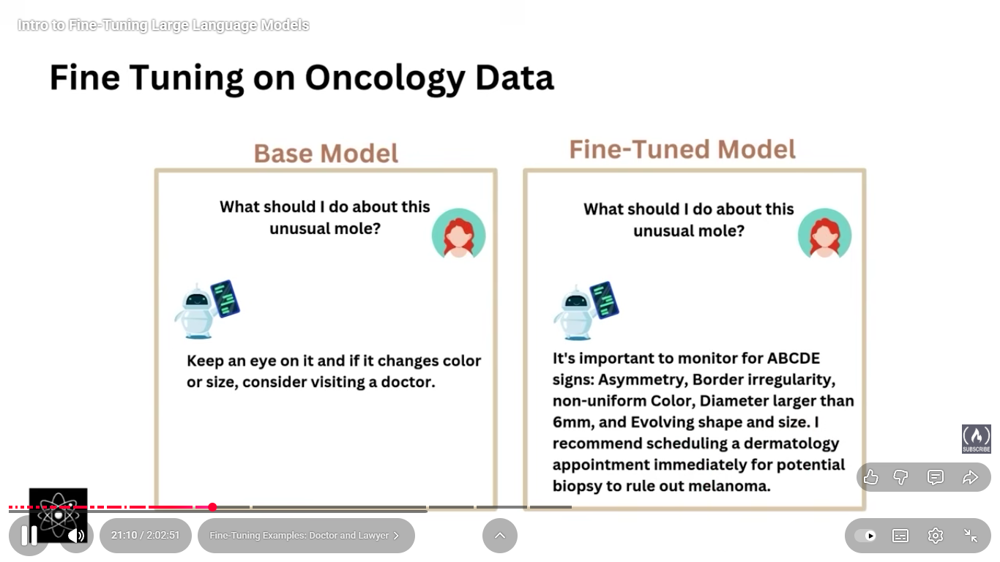 Intro to Fine-Tuning Large Language Models
Fine Tuning on Oncology Data
Base Model
What should I do about this
unusual mole?
Keep an eye on it and if it changes color
or size, consider visiting a doctor.
Fine-Tuned Model
What should I do about this
unusual mole?
It's important to monitor for ABCDE
signs: Asymmetry, Border irregularity,
non-uniform Color, Diameter larger than
6mm, and Evolving shape and size. I
recommend scheduling a dermatology
appointment immediately for potential
biopsy to rule out melanoma.
SUBSCRIBE
21:10 / 2:02:51
Fine-Tuning Examples: Doctor and Lawyer